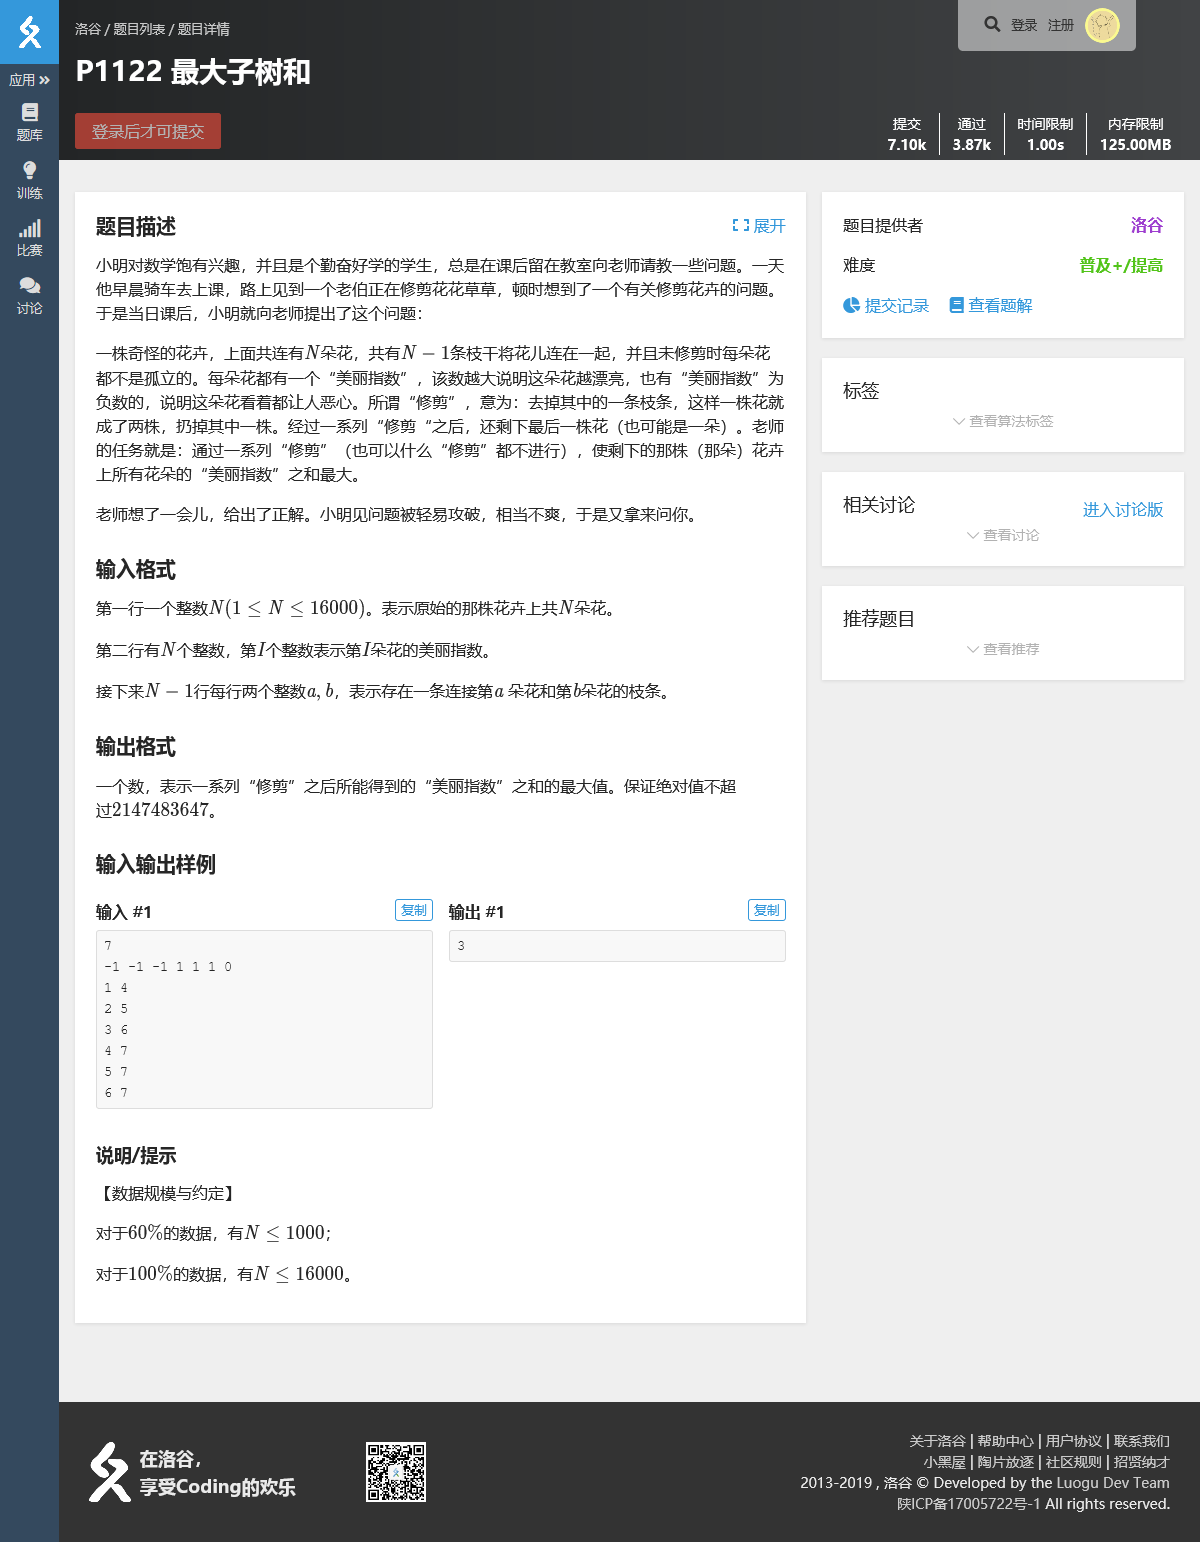 洛谷 / 题目列表 / 题目详情
登录 注册
P1122 最大子树和
登录后才可提交
提交 通过 时间限制 内存限制
7.10k 3.87k 1.00s 125.00MB
应用
题库
训练
比赛
讨论
题目描述
展开
小明对数学饱有兴趣，并且是个勤奋好学的学生，总是在课后留在教室向老师请教一些问题。一天
他早晨骑车去上课，路上见到一个老伯正在修剪花花草草，顿时想到了一个有关修剪花卉的问题。
于是当日课后，小明就向老师提出了这个问题：
一株奇怪的花卉，上面共连有N朵花，共有N − 1条枝干将花儿连在一起，并且未修剪时每朵花
都不是孤立的。每朵花都有一个“美丽指数”，该数越大说明这朵花越漂亮，也有“美丽指数”为
负数的，说明这朵花看着都让人恶心。所谓“修剪”，意为：去掉其中的一条枝条，这样一株花就
成了两株，扔掉其中一株。经过一系列“修剪“之后，还剩下最后一株花（也可能是一朵）。老师
的任务就是：通过一系列“修剪”（也可以什么“修剪”都不进行），使剩下的那株（那朵）花卉
上所有花朵的“美丽指数”之和最大。
老师想了一会儿，给出了正解。小明见问题被轻易攻破，相当不爽，于是又拿来问你。
输入格式
第一行一个整数N(1 ≤ N ≤ 16000)。表示原始的那株花卉上共N朵花。
第二行有N个整数，第I个整数表示第I朵花的美丽指数。
接下来N − 1行每行两个整数a, b，表示存在一条连接第a 朵花和第b朵花的枝条。
输出格式
一个数，表示一系列“修剪”之后所能得到的“美丽指数”之和的最大值。保证绝对值不超
过2147483647。
输入输出样例
输入 #1
复制
7
-1 -1 -1 1 1 1 0
1 4
2 5
3 6
4 7
5 7
6 7
输出 #1
复制
3
说明/提示
【数据规模与约定】
对于60%的数据，有N ≤ 1000；
对于100%的数据，有N ≤ 16000。
题目提供者 洛谷
难度 普及+/提高
提交记录 查看题解
标签
查看算法标签
相关讨论
进入讨论版
查看讨论
推荐题目
查看推荐
在洛谷，
享受Coding的欢乐
关于洛谷 | 帮助中心 | 用户协议 | 联系我们
小黑屋 | 陶片放逐 | 社区规则 | 招贤纳才
2013-2019 , 洛谷 © Developed by the Luogu Dev Team
陕ICP备17005722号-1 All rights reserved.